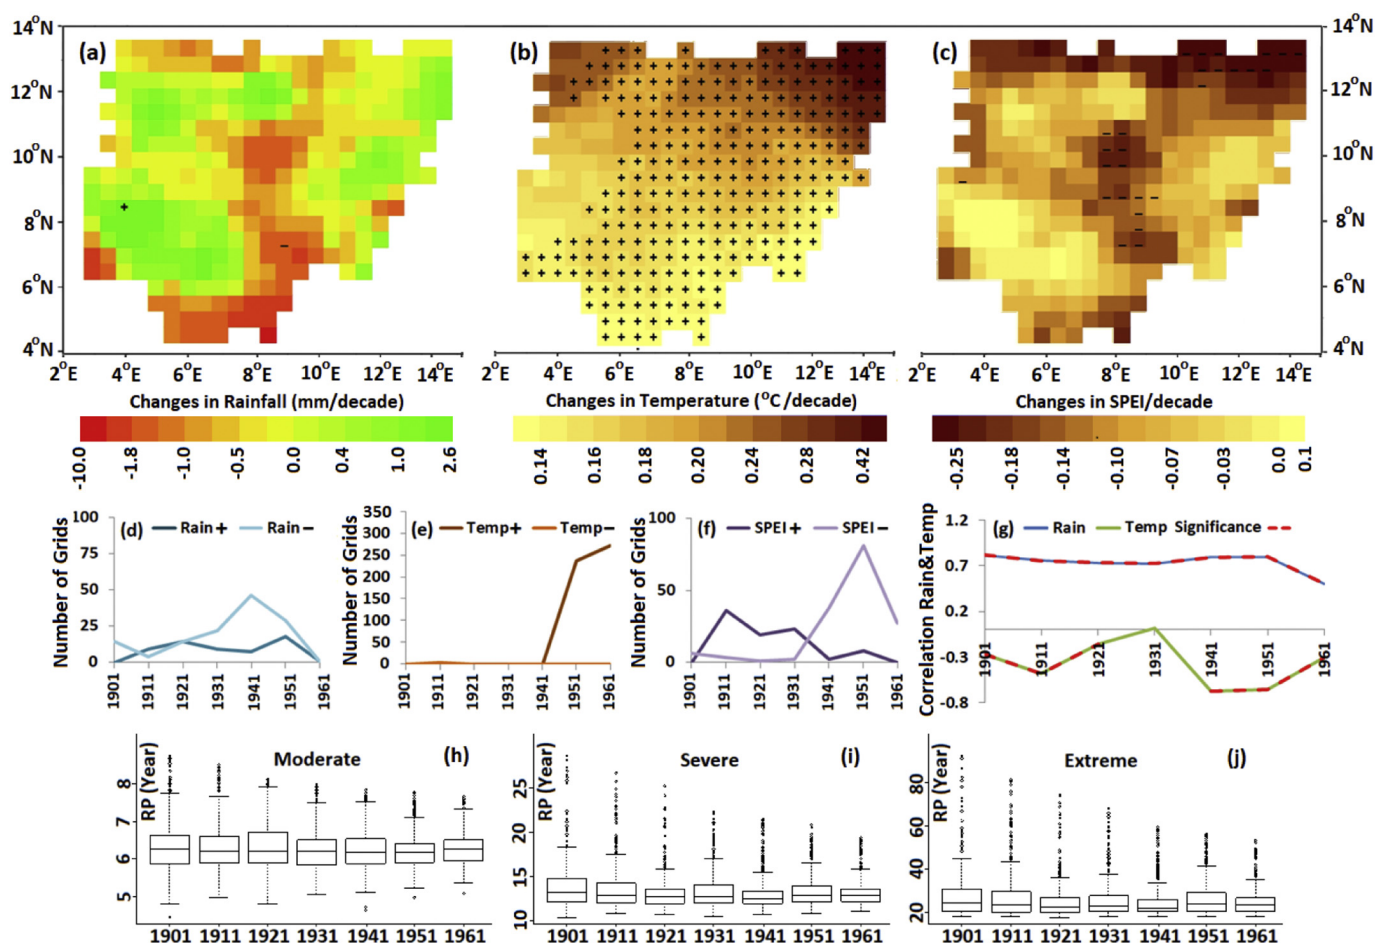 14°N (a) (b) (c) 14°N
12°N 12°N
10°N 10°N
8°N 8°N
6°N 6°N
4°N 4°N
2°E 4°E 6°E 8°E 10°E 12°E 14°E 2°E 4°E 6°E 8°E 10°E 12°E 14°E 2°E 4°E 6°E 8°E 10°E 12°E 14°E
Changes in Rainfall (mm/decade) Changes in Temperature (°C/decade) Changes in SPEI/decade
-10.0 -1.8 -1.0 -0.5 0.0 0.4 1.0 2.6
0.14 0.16 0.18 0.20 0.24 0.28 0.42
-0.25 -0.18 -0.14 -0.10 -0.07 -0.03 0.0 0.1
Number of Grids
100
75
50
25
0
(d) Rain + Rain −
1901 1911 1921 1931 1941 1951 1961
Number of Grids
350
300
250
200
150
100
50
0
(e) Temp+ Temp−
1901 1911 1921 1931 1941 1951 1961
Number of Grids
100
50
0
(f) SPEI + SPEI −
1901 1911 1921 1931 1941 1951 1961
Correlation Rain&Temp
1.2
0.7
0.2
-0.3
-0.8
(g) Rain Temp Significance
1901 1911 1921 1931 1941 1951 1961
RP (Year)
Moderate (h)
8
7
6
5
1901 1911 1921 1931 1941 1951 1961
RP (Year)
Severe (i)
25
20
15
10
1901 1911 1921 1931 1941 1951 1961
RP (Year)
Extreme (j)
80
60
40
20
1901 1911 1921 1931 1941 1951 1961